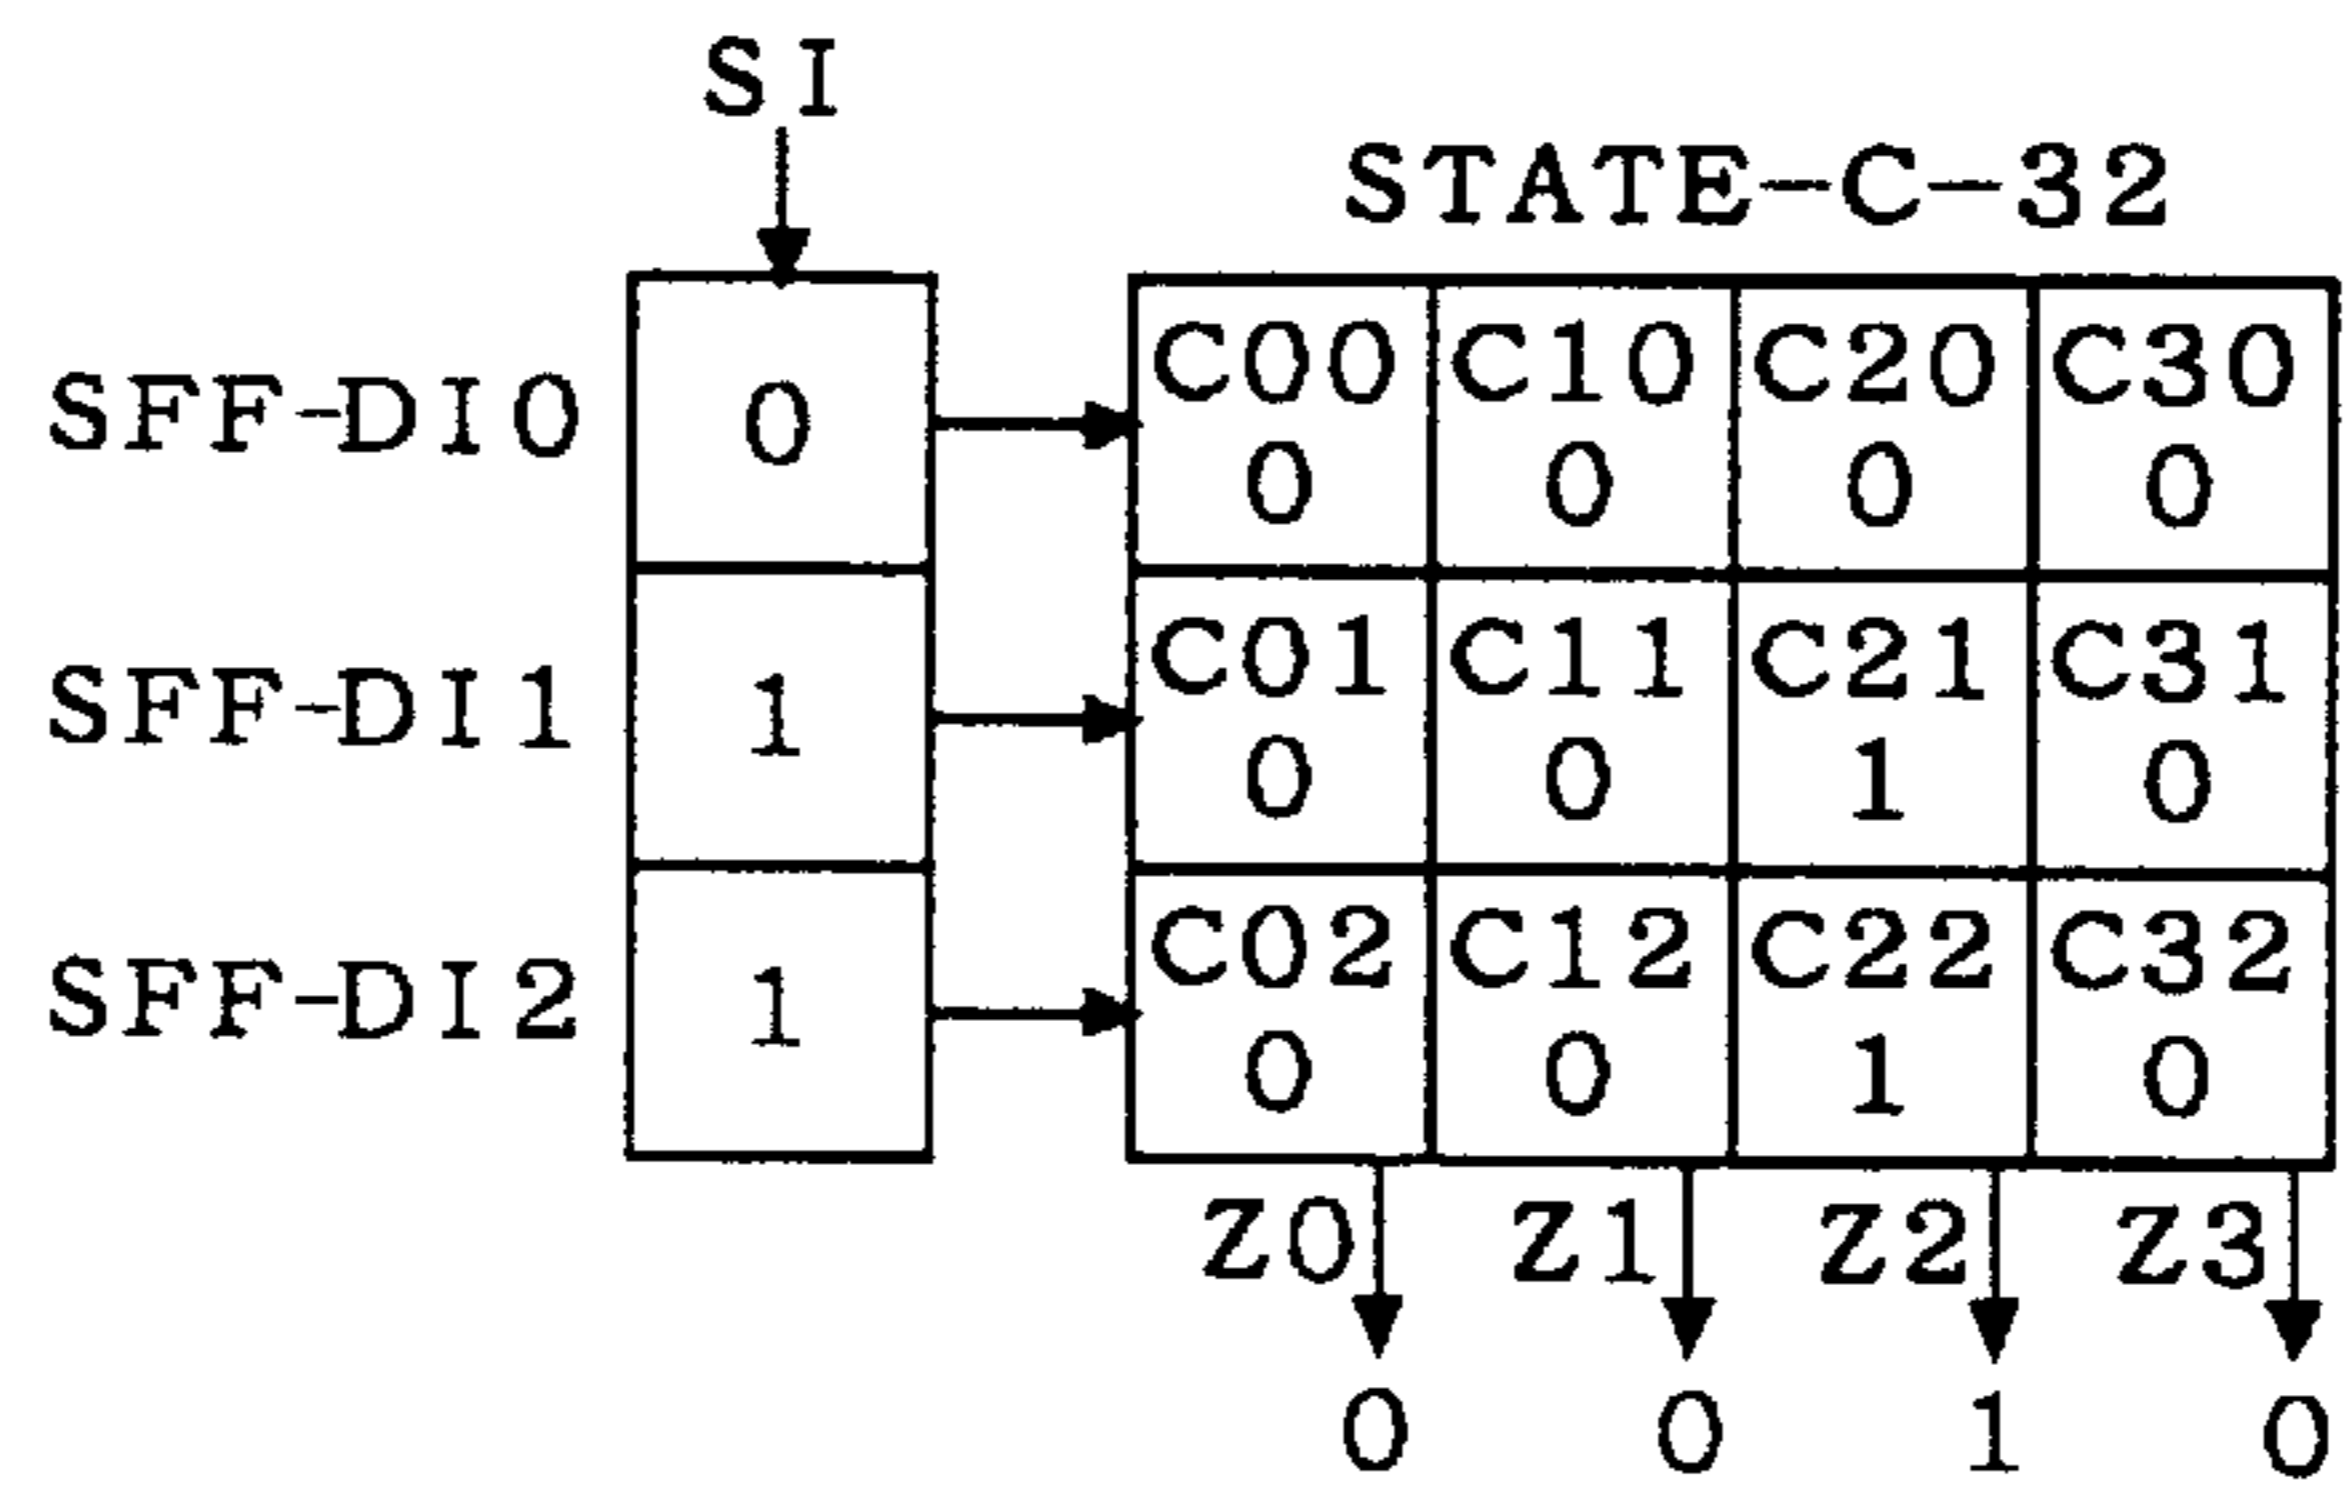 SI
STATE-C-32
SFF-DI0 0 C00 C10 C20 C30
0 0 0 0
SFF-DI1 1 C01 C11 C21 C31
0 0 1 0
SFF-DI2 1 C02 C12 C22 C32
0 0 1 0
Z0 Z1 Z2 Z3
0 0 1 0